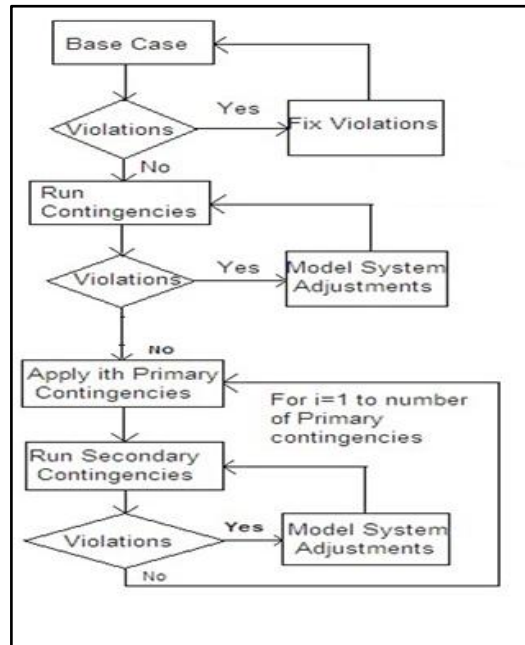 Base Case
Violations
Yes
Fix Violations
No
Run
Contingencies
Violations
Yes
Model System
Adjustments
No
Apply ith Primary
Contingencies
For i=1 to number
of Primary
contingencies
Run Secondary
Contingencies
Violations
Yes
Model System
Adjustments
No